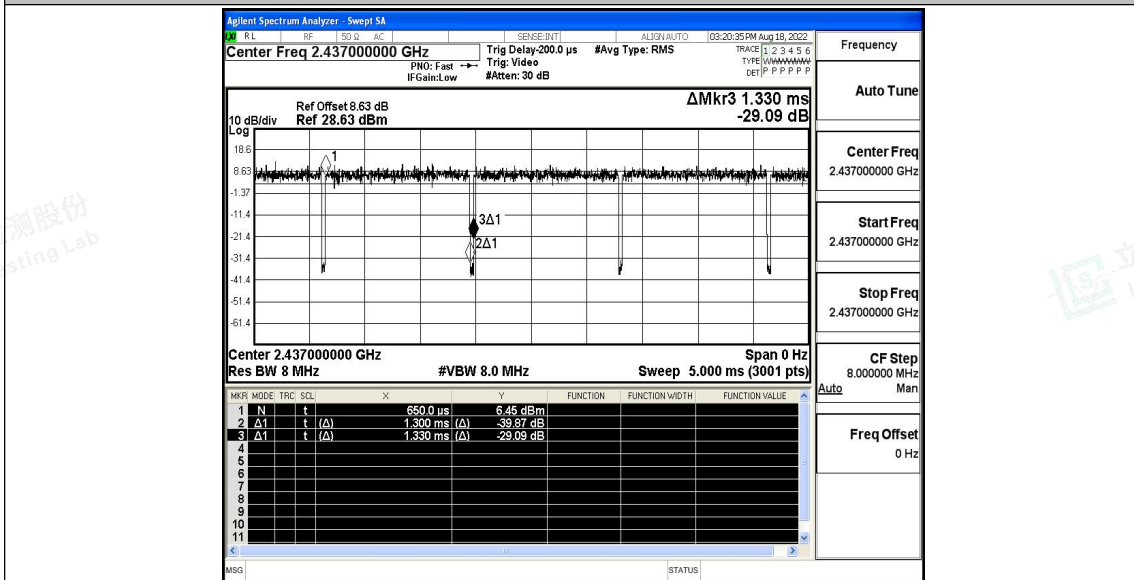 Agilent Spectrum Analyzer - Swept SA
LXI RL RF 50 Ω AC SENSE:INT ALIGN AUTO 03:20:35 PM Aug 18, 2022
Center Freq 2.437000000 GHz
PNO: Fast
IFGain:Low
Trig Delay-200.0 µs
Trig: Video
#Atten: 30 dB
#Avg Type: RMS
TRACE 1 2 3 4 5 6
TYPE WWWWWW
DET P P P P P P
Ref Offset 8.63 dB
10 dB/div Ref 28.63 dBm
Log
ΔMkr3 1.330 ms
-29.09 dB
18.6
8.63
-1.37
-11.4
-21.4
-31.4
-41.4
-51.4
-61.4
1
3Δ1
2Δ1
Center 2.437000000 GHz Span 0 Hz
Res BW 8 MHz #VBW 8.0 MHz Sweep 5.000 ms (3001 pts)
MKR MODE TRC SCL X Y FUNCTION FUNCTION WIDTH FUNCTION VALUE
1 N t 650.0 µs 6.45 dBm
2 Δ1 t (Δ) 1.300 ms (Δ) -39.87 dB
3 Δ1 t (Δ) 1.330 ms (Δ) -29.09 dB
4
5
6
7
8
9
10
11
MSG STATUS
Frequency
Auto Tune
Center Freq
2.437000000 GHz
Start Freq
2.437000000 GHz
Stop Freq
2.437000000 GHz
CF Step
8.000000 MHz
Auto Man
Freq Offset
0 Hz
测股份
sting Lab
立